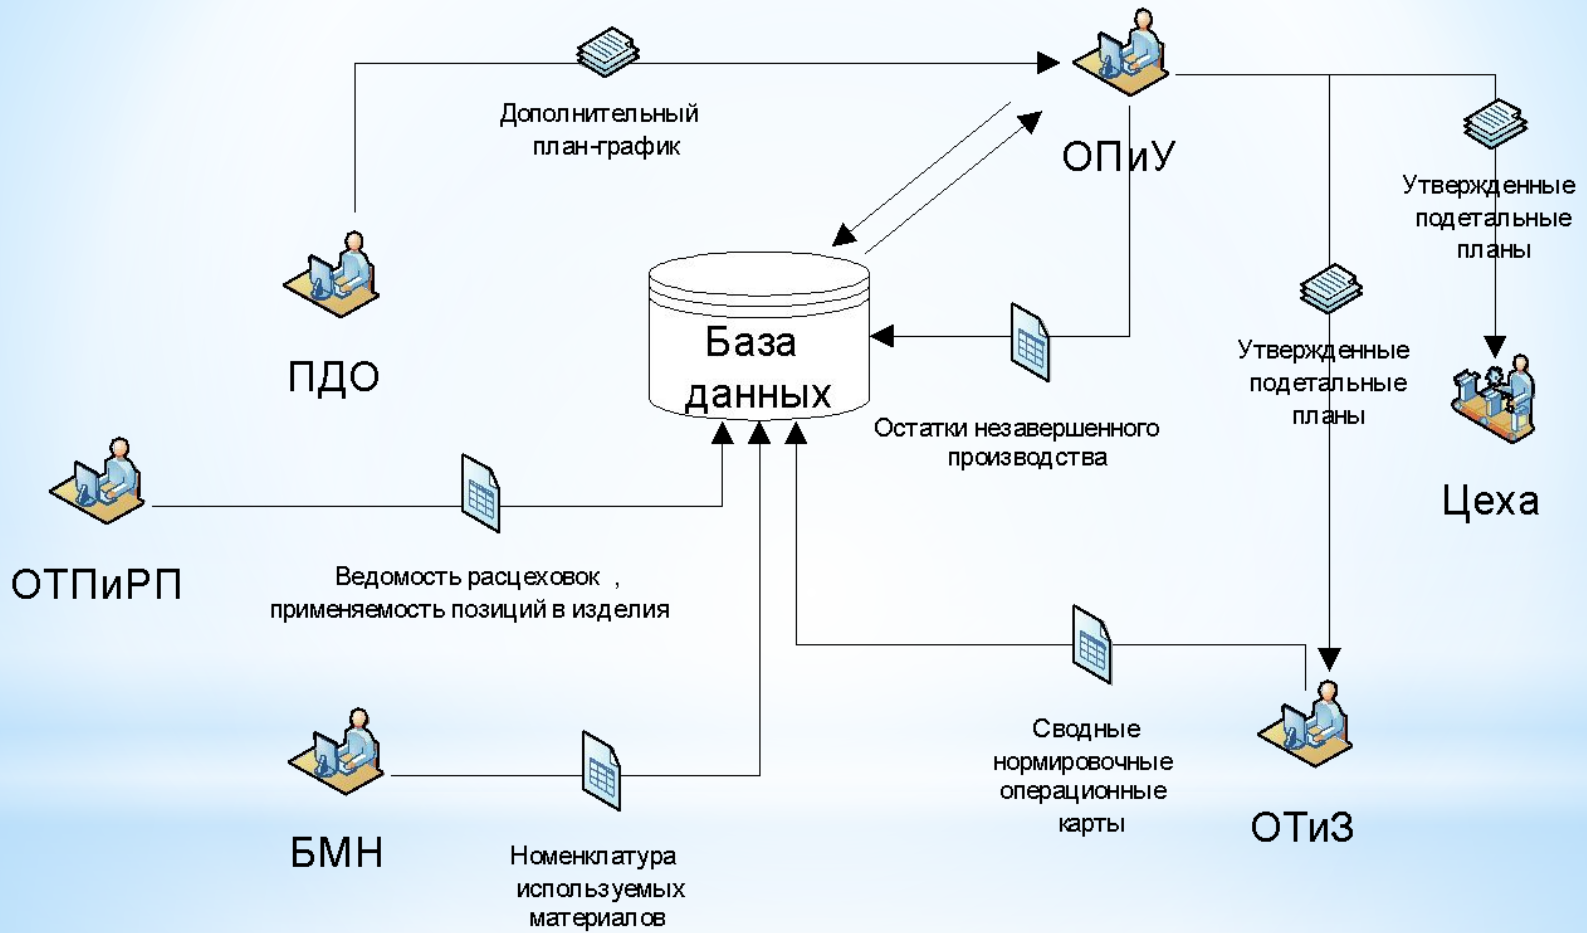 Дополнительный
план-график
ОПиУ
Утвержденные
подетальные
планы
ПДО
База
данных
Утвержденные
подетальные
планы
Остатки незавершенного
производства
Цеха
ОТПиРП
Ведомость расцеховок ,
применяемость позиций в изделия
Сводные
нормировочные
операционные
карты
ОТиЗ
БМН
Номенклатура
используемых
материалов